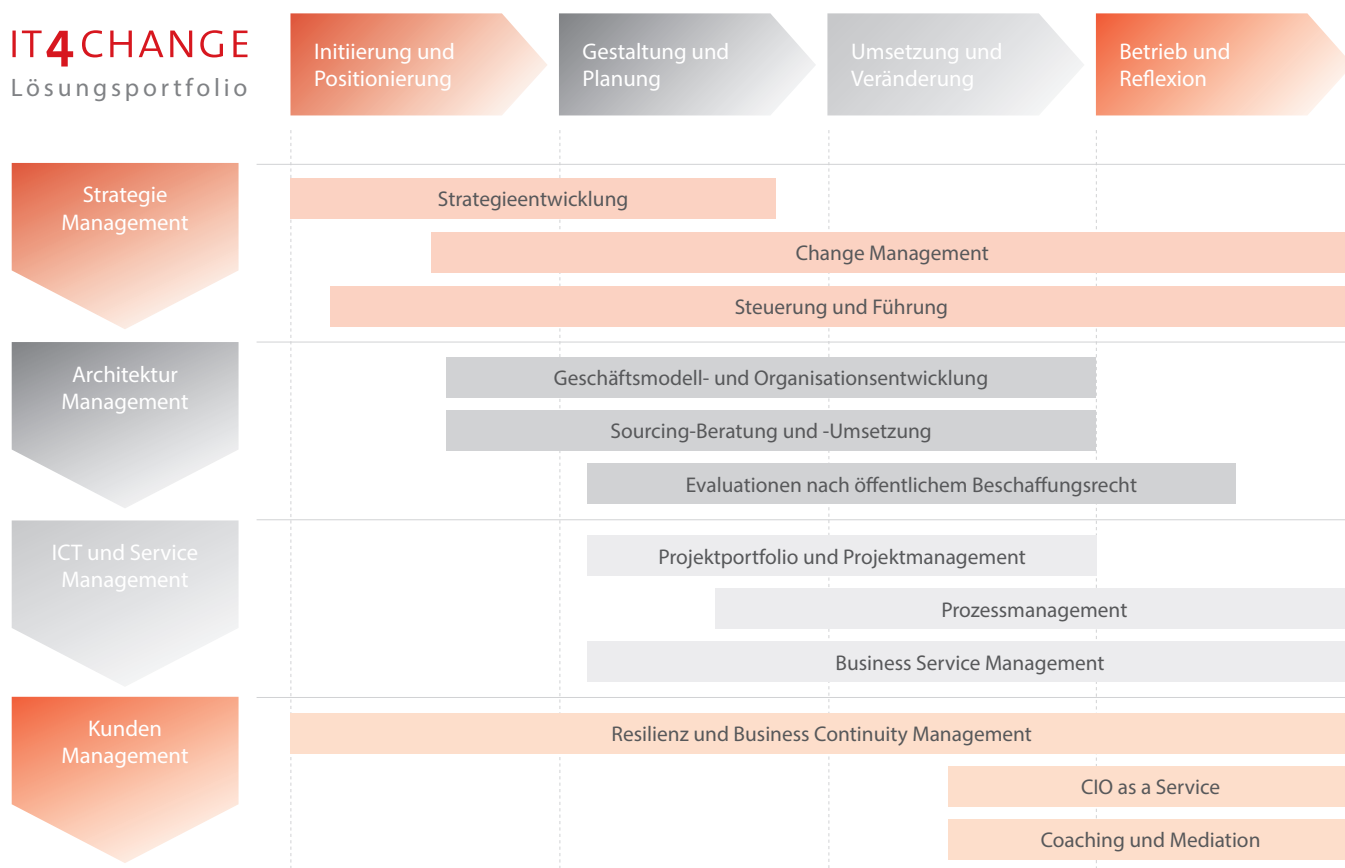 IT4CHANGE
Lösungsportfolio
Initiierung und
Positionierung
Gestaltung und
Planung
Umsetzung und
Veränderung
Betrieb und
Reflexion
Strategie
Management
Strategieentwicklung
Change Management
Steuerung und Führung
Architektur
Management
Geschäftsmodell- und Organisationsentwicklung
Sourcing-Beratung und -Umsetzung
Evaluationen nach öffentlichem Beschaffungsrecht
ICT und Service
Management
Projektportfolio und Projektmanagement
Prozessmanagement
Business Service Management
Kunden
Management
Resilienz und Business Continuity Management
CIO as a Service
Coaching und Mediation